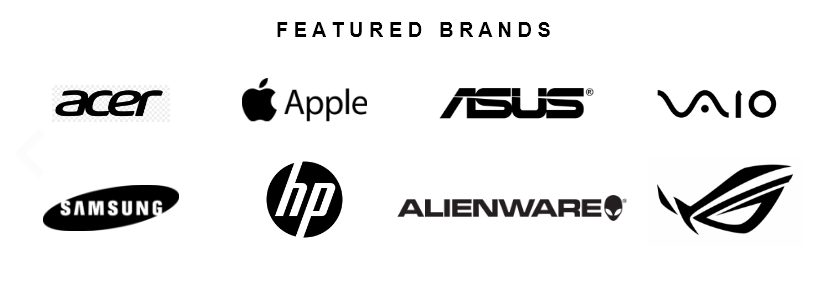 FEATURED BRANDS
acer Apple ASUS® VAIO
SAMSUNG hp ALIENWARE